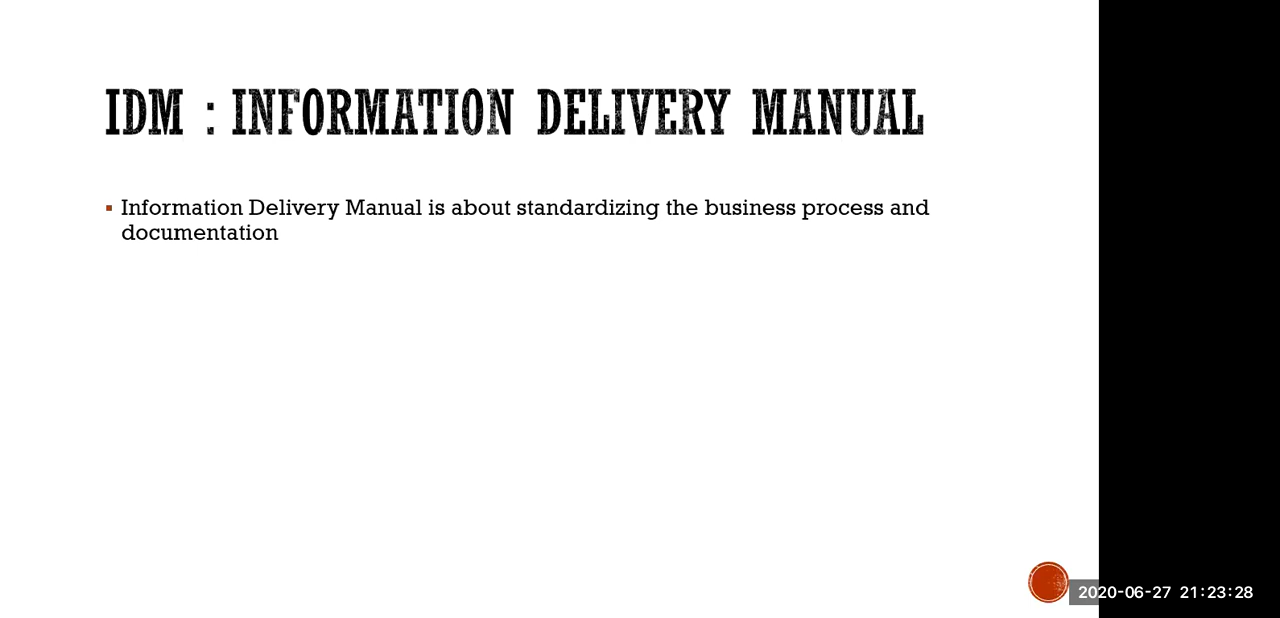 IDM : INFORMATION DELIVERY MANUAL
Information Delivery Manual is about standardizing the business process and
documentation
2020-06-27 21:23:28